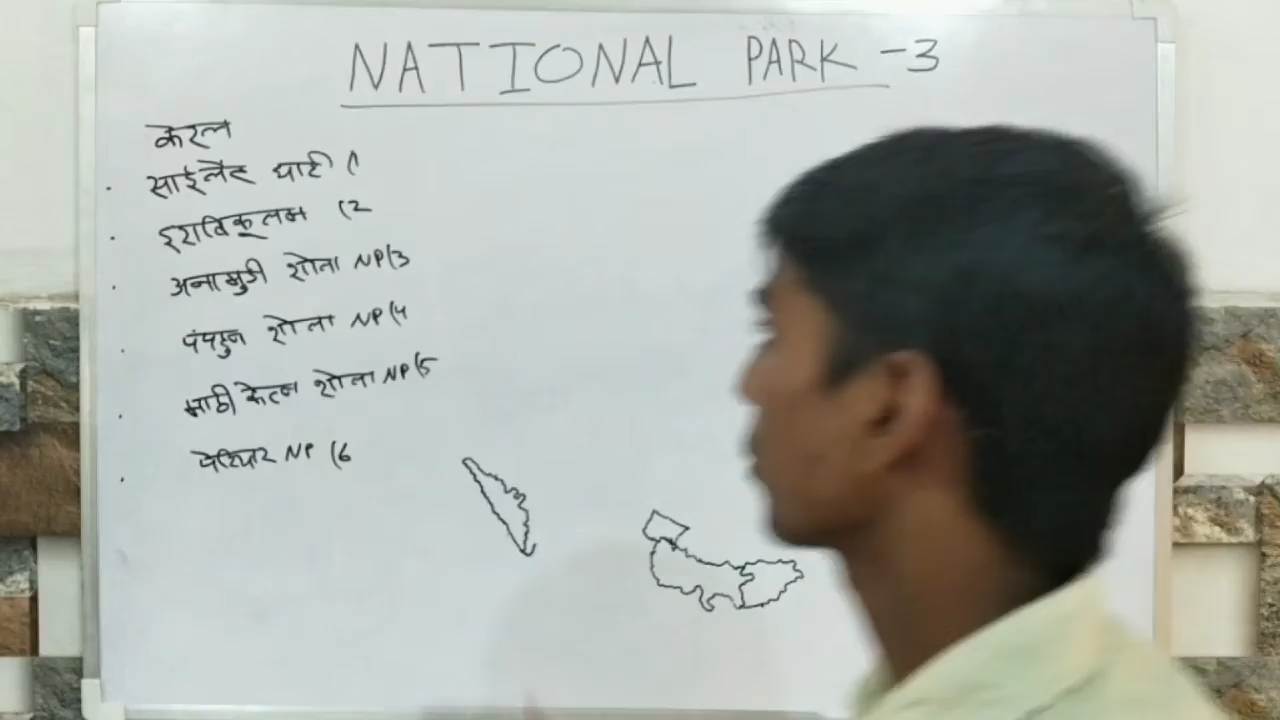 NATIONAL PARK -3
केरल
साईलेंट घाटी (1
इराविकूलम (2
अनामुडी शोला NP(3
पंपदुन शोला NP(4
माठी केतन शोला NP(5
पेरियार NP (6